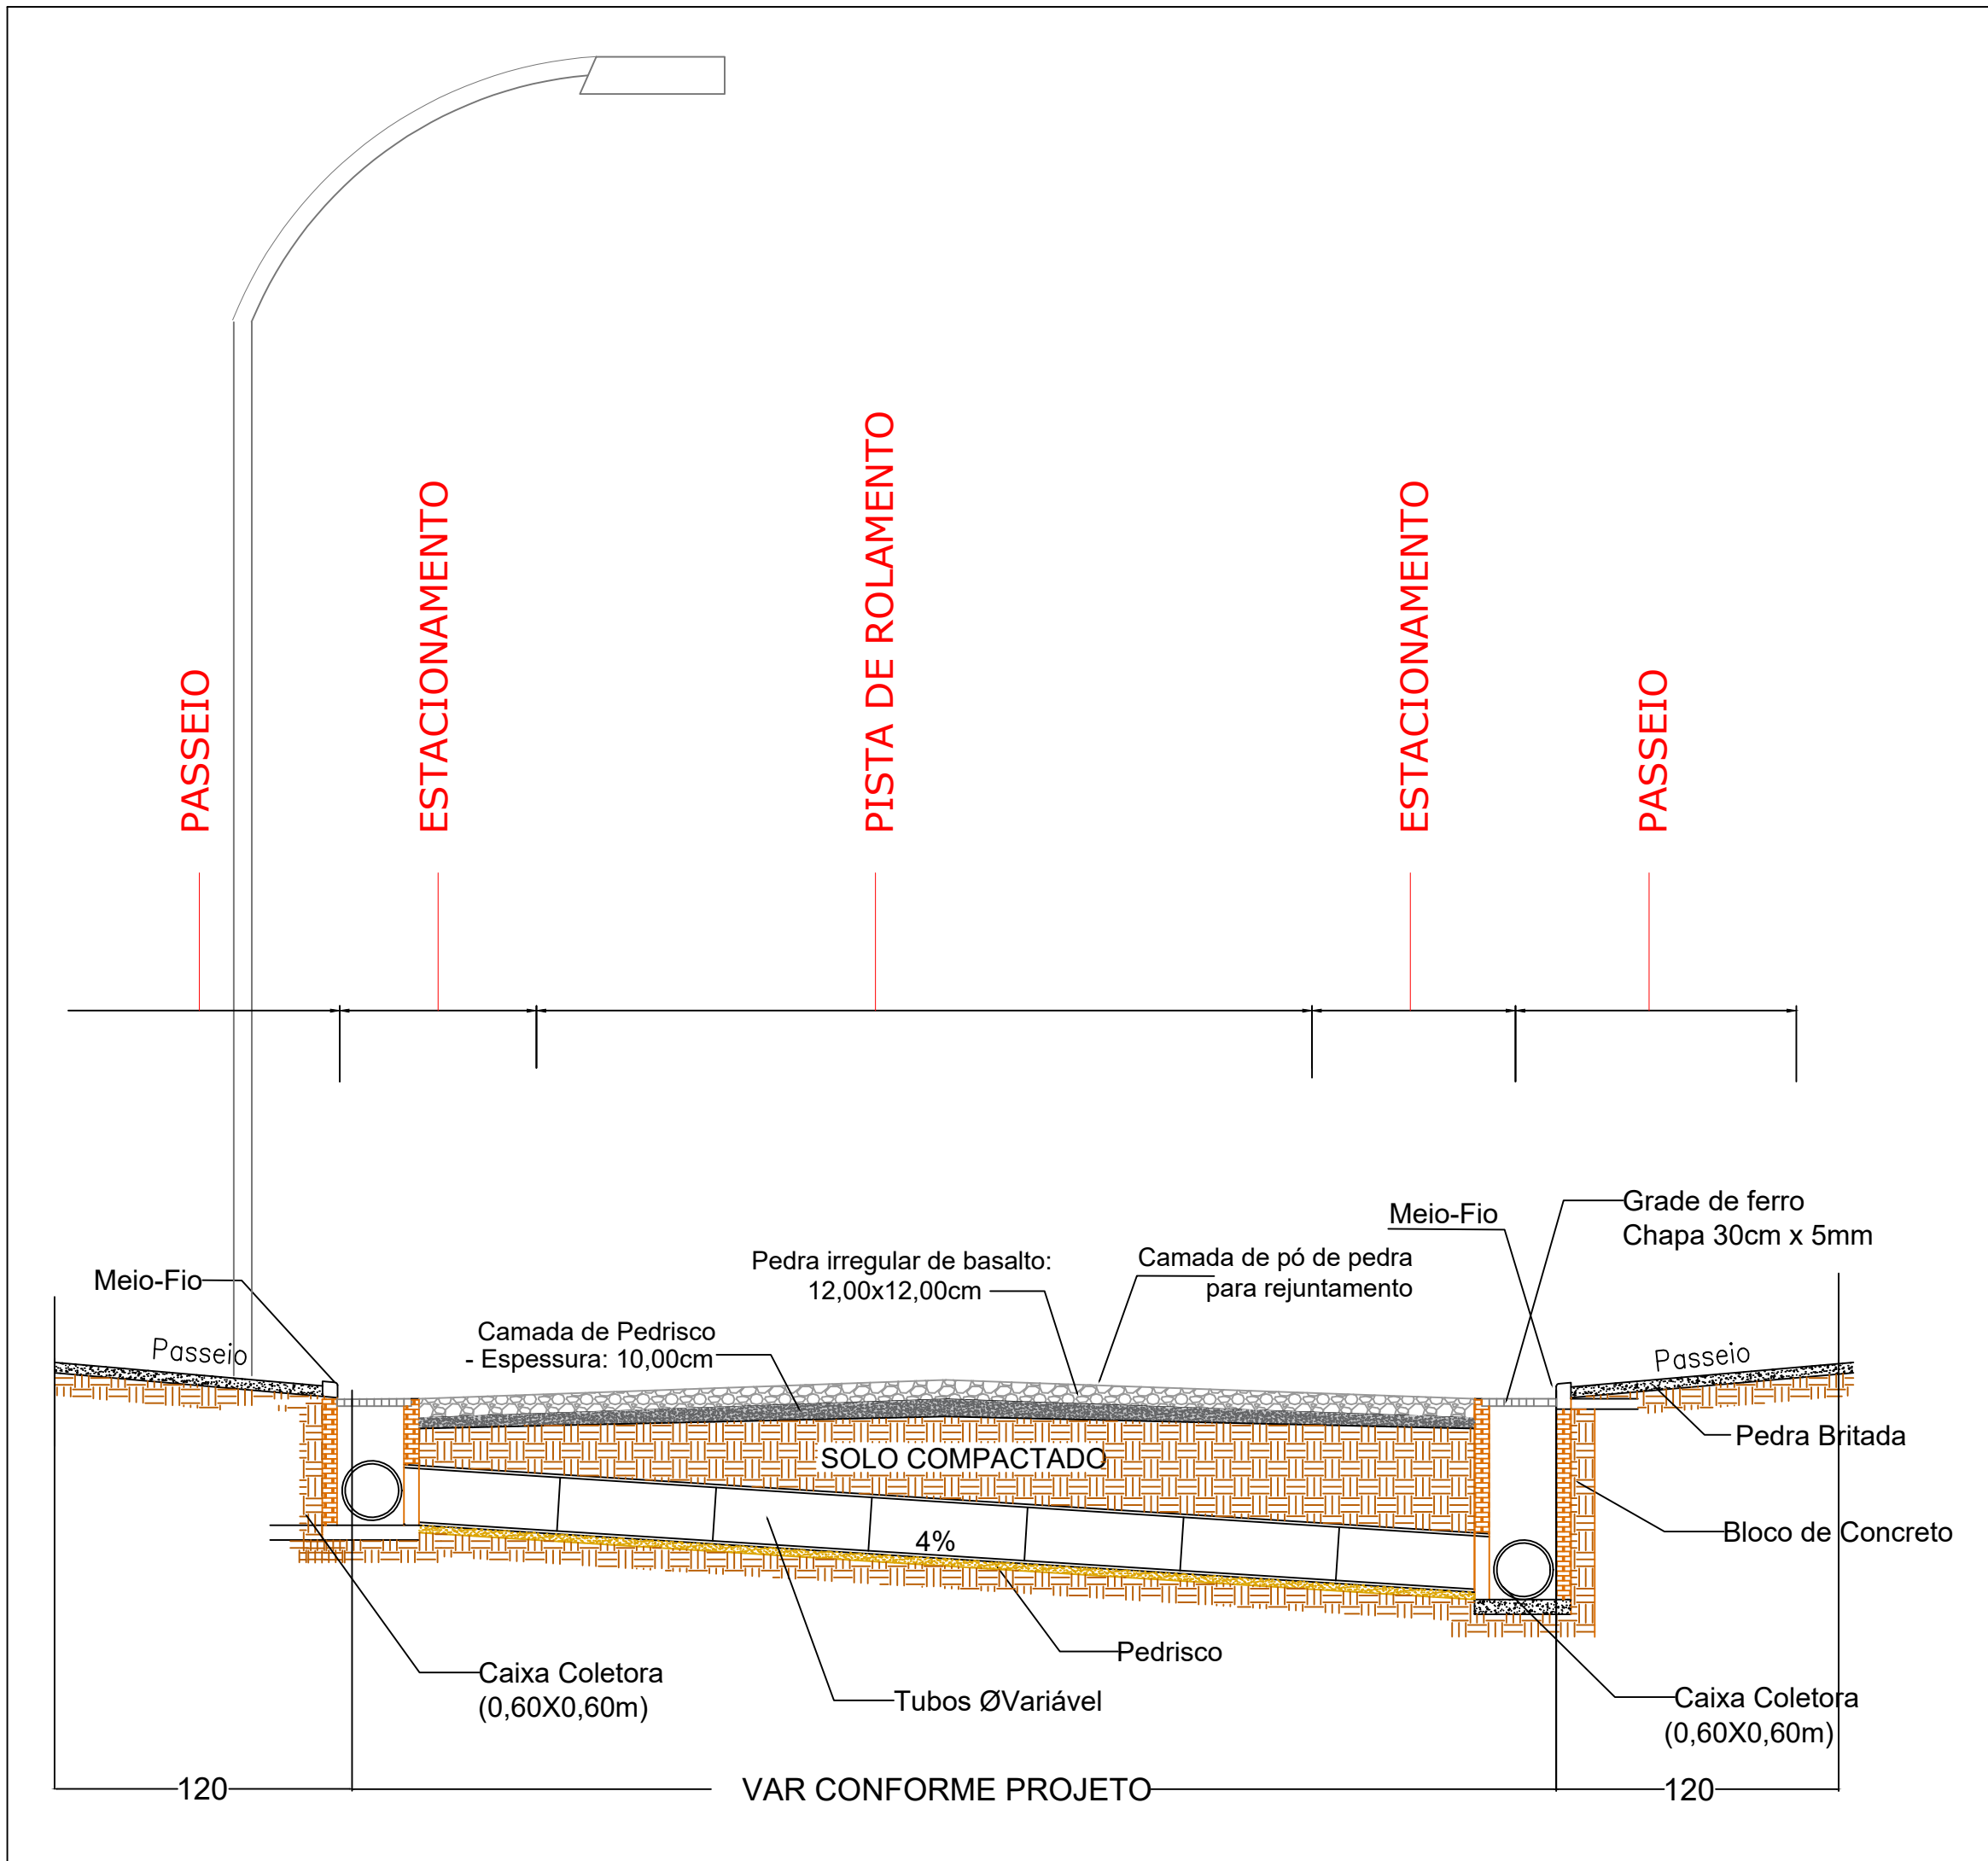 PASSEIO
ESTACIONAMENTO
PISTA DE ROLAMENTO
ESTACIONAMENTO
PASSEIO
Grade de ferro
Chapa 30cm x 5mm
Meio-Fio
Pedra irregular de basalto:
12,00x12,00cm
Camada de pó de pedra
para rejuntamento
Meio-Fio
Camada de Pedrisco
- Espessura: 10,00cm
Passeio
Passeio
Pedra Britada
SOLO COMPACTADO
4%
Bloco de Concreto
Pedrisco
Caixa Coletora
(0,60X0,60m)
Tubos ØVariável
Caixa Coletora
(0,60X0,60m)
120
VAR CONFORME PROJETO
120